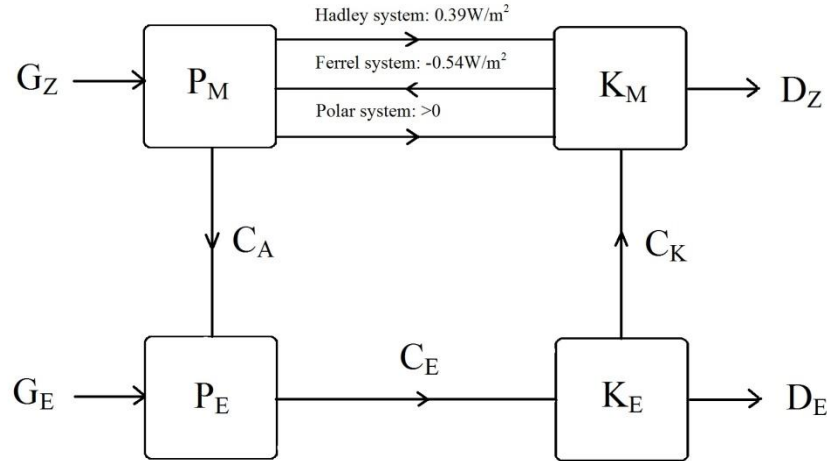 Hadley system: 0.39W/m²
Ferrel system: -0.54W/m²
Polar system: >0
G_Z
P_M
K_M
D_Z
C_A
C_K
C_E
G_E
P_E
K_E
D_E